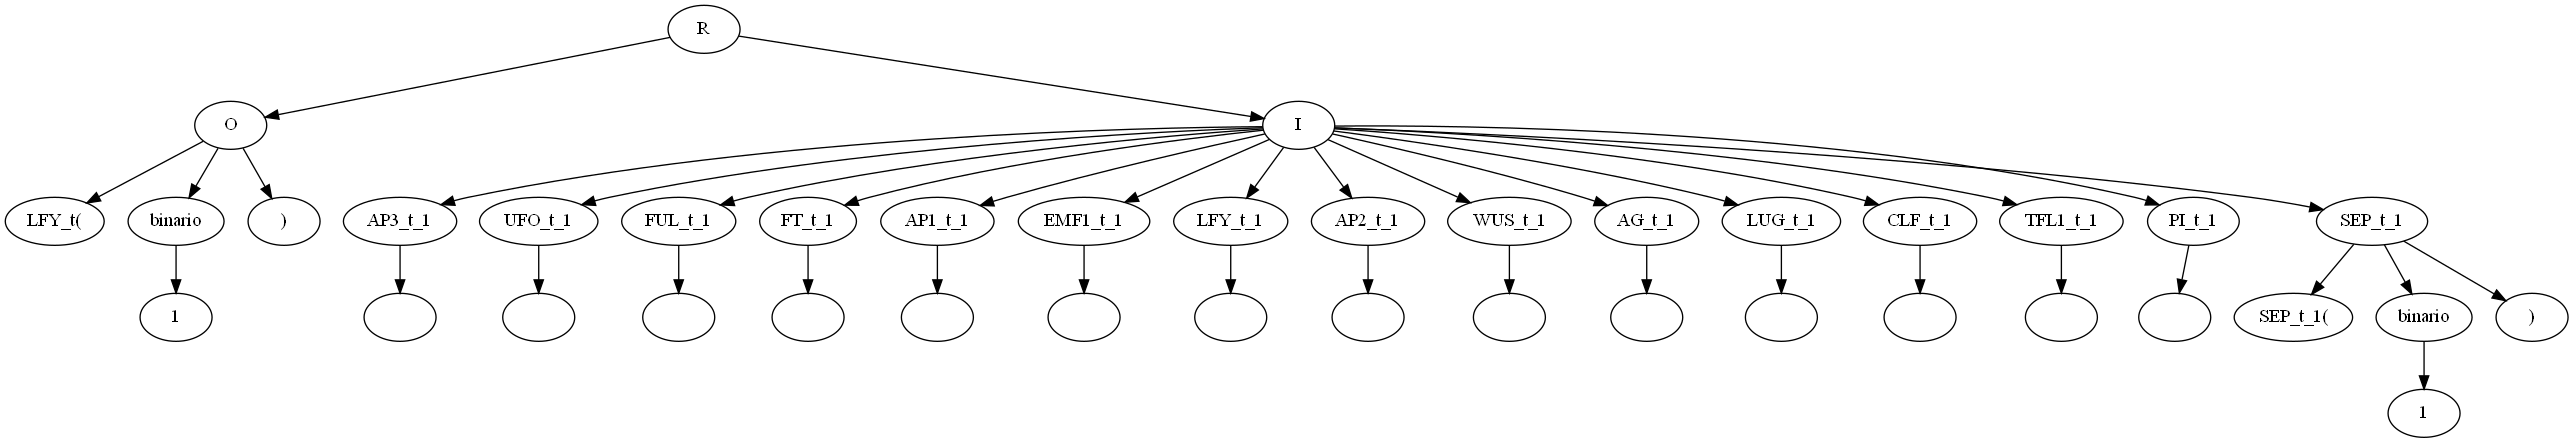 R
O I
LFY_t( binario ) AP3_t_1 UFO_t_1 FUL_t_1 FT_t_1 AP1_t_1 EMF1_t_1 LFY_t_1 AP2_t_1 WUS_t_1 AG_t_1 LUG_t_1 CLF_t_1 TFL1_t_1 PI_t_1 SEP_t_1
1 SEP_t_1( binario )
1